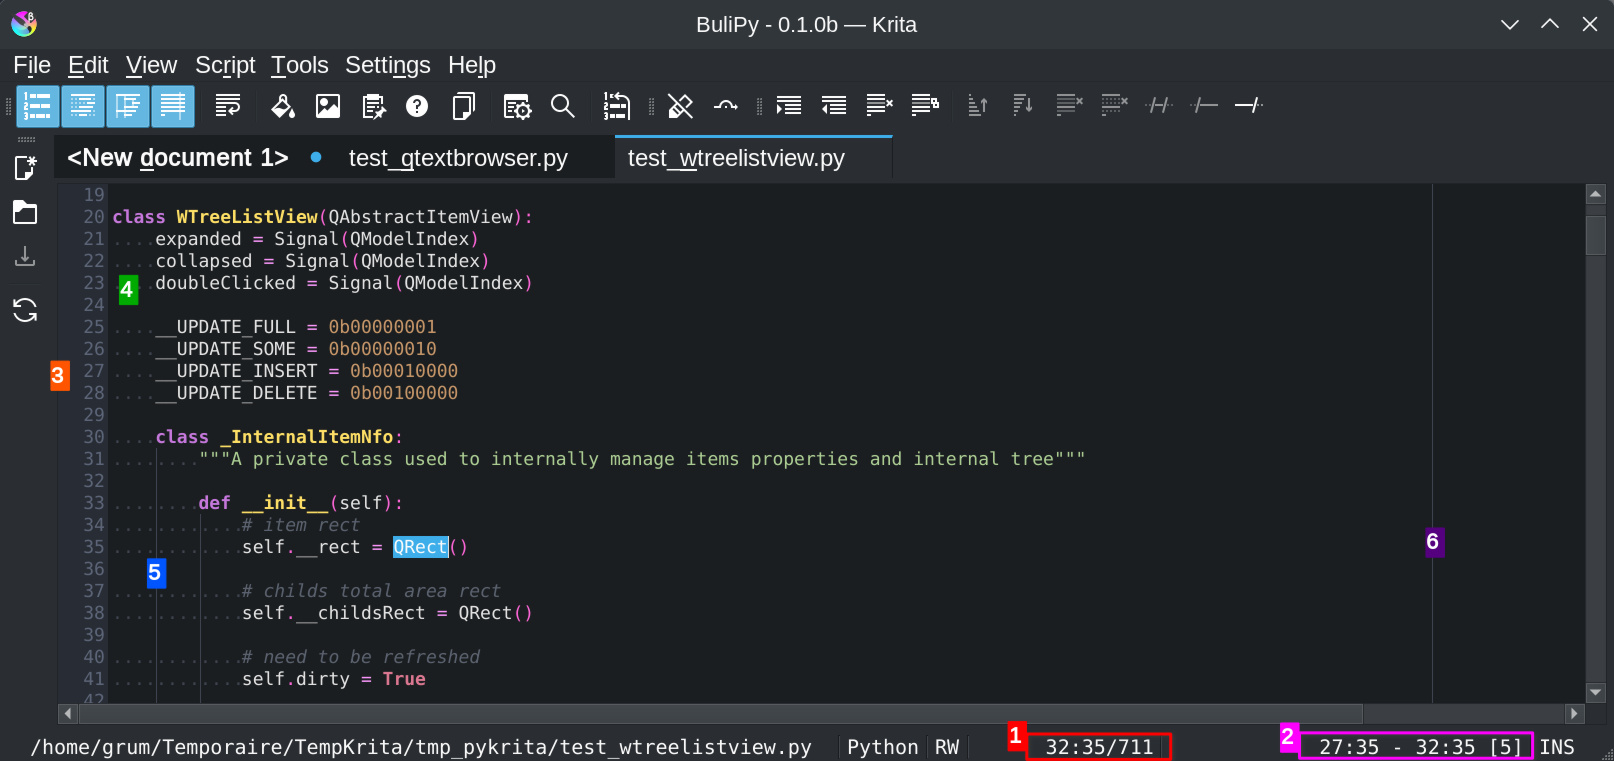 BuliPy - 0.1.0b — Krita
File Edit View Script Tools Settings Help
<New document 1> test_qtextbrowser.py test_wtreelistview.py
19
20 class WTreeListView(QAbstractItemView):
21 ....expanded = Signal(QModelIndex)
22 ....collapsed = Signal(QModelIndex)
23 ....doubleClicked = Signal(QModelIndex)
4
24
25 ....__UPDATE_FULL = 0b00000001
26 ....__UPDATE_SOME = 0b00000010
3
27 ....__UPDATE_INSERT = 0b00010000
28 ....__UPDATE_DELETE = 0b00100000
29
30 ....class _InternalItemNfo:
31 ........"""A private class used to internally manage items properties and internal tree"""
32
33 ........def __init__(self):
34 ............# item rect
35 ............self.__rect = QRect()
6
36
5
37 ............# childs total area rect
38 ............self.__childsRect = QRect()
39
40 ............# need to be refreshed
41 ............self.dirty = True
42
/home/grum/Temporaire/TempKrita/tmp_pykrita/test_wtreelistview.py Python RW 1 32:35/711 2 27:35 - 32:35 [5] INS